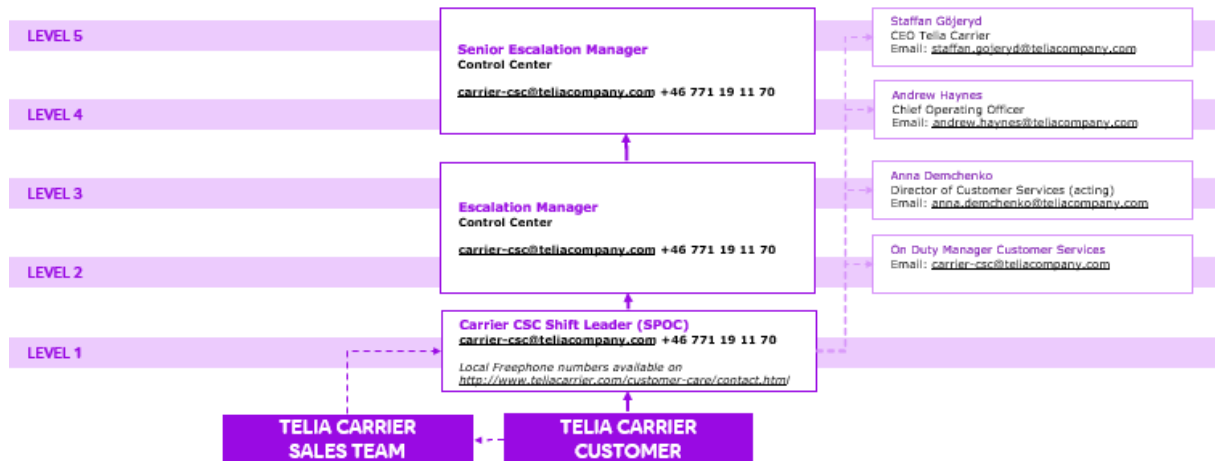 LEVEL 5
LEVEL 4
LEVEL 3
LEVEL 2
LEVEL 1
Senior Escalation Manager
Control Center
carrier-csc@teliacompany.com +46 771 19 11 70
Escalation Manager
Control Center
carrier-csc@teliacompany.com +46 771 19 11 70
Carrier CSC Shift Leader (SPOC)
carrier-csc@teliacompany.com +46 771 19 11 70
Local Freephone numbers available on
http://www.teliacarrier.com/customer-care/contact.html
TELIA CARRIER
SALES TEAM
TELIA CARRIER
CUSTOMER
Staffan Göjeryd
CEO Telia Carrier
Email: staffan.gojeryd@teliacompany.com
Andrew Haynes
Chief Operating Officer
Email: andrew.haynes@teliacompany.com
Anna Demchenko
Director of Customer Services (acting)
Email: anna.demchenko@teliacompany.com
On Duty Manager Customer Services
Email: carrier-csc@teliacompany.com